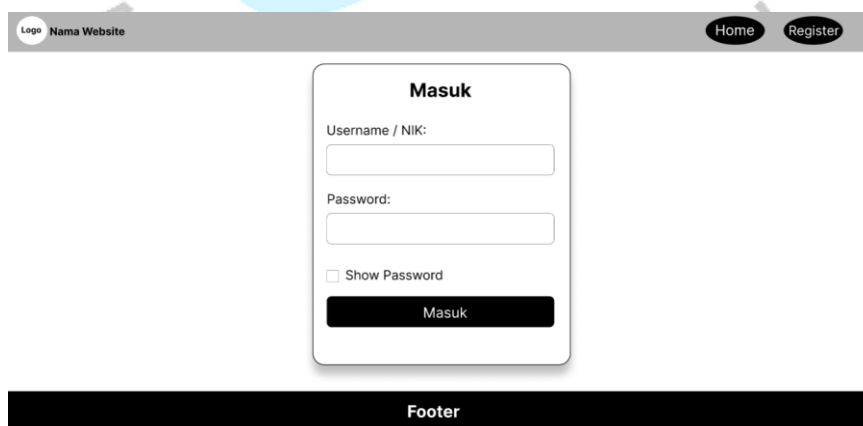 Logo Nama Website Home Register
Masuk
Username / NIK:
Password:
Show Password
Masuk
Footer